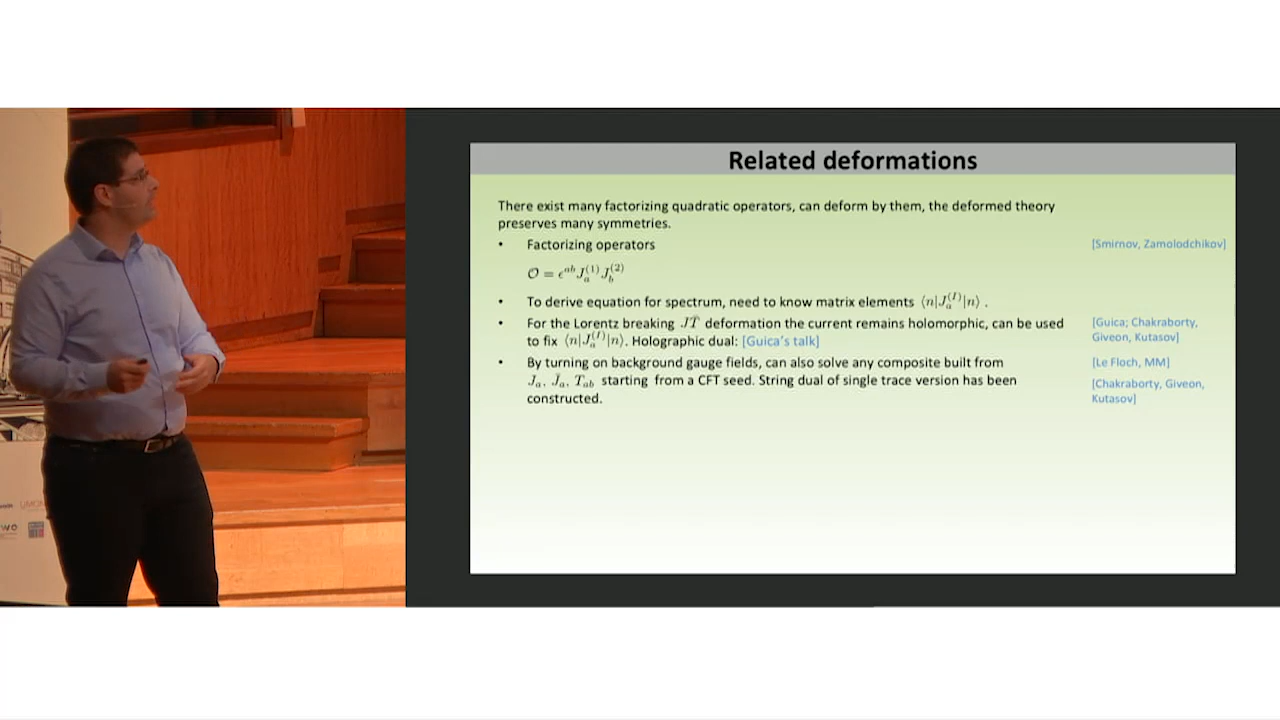 Related deformations
There exist many factorizing quadratic operators, can deform by them, the deformed theory
preserves many symmetries.
• Factorizing operators [Smirnov, Zamolodchikov]
𝒪 = ϵ^{ab} J_a^{(1)} J_b^{(2)}
• To derive equation for spectrum, need to know matrix elements ⟨n|J_a^{(I)}|n⟩ .
• For the Lorentz breaking JT̄ deformation the current remains holomorphic, can be used [Guica; Chakraborty,
to fix ⟨n|J_a^{(I)}|n⟩. Holographic dual: [Guica's talk] Giveon, Kutasov]
• By turning on background gauge fields, can also solve any composite built from [Le Floch, MM]
J_a, J̄_a, T_{ab} starting from a CFT seed. String dual of single trace version has been [Chakraborty, Giveon,
constructed. Kutasov]